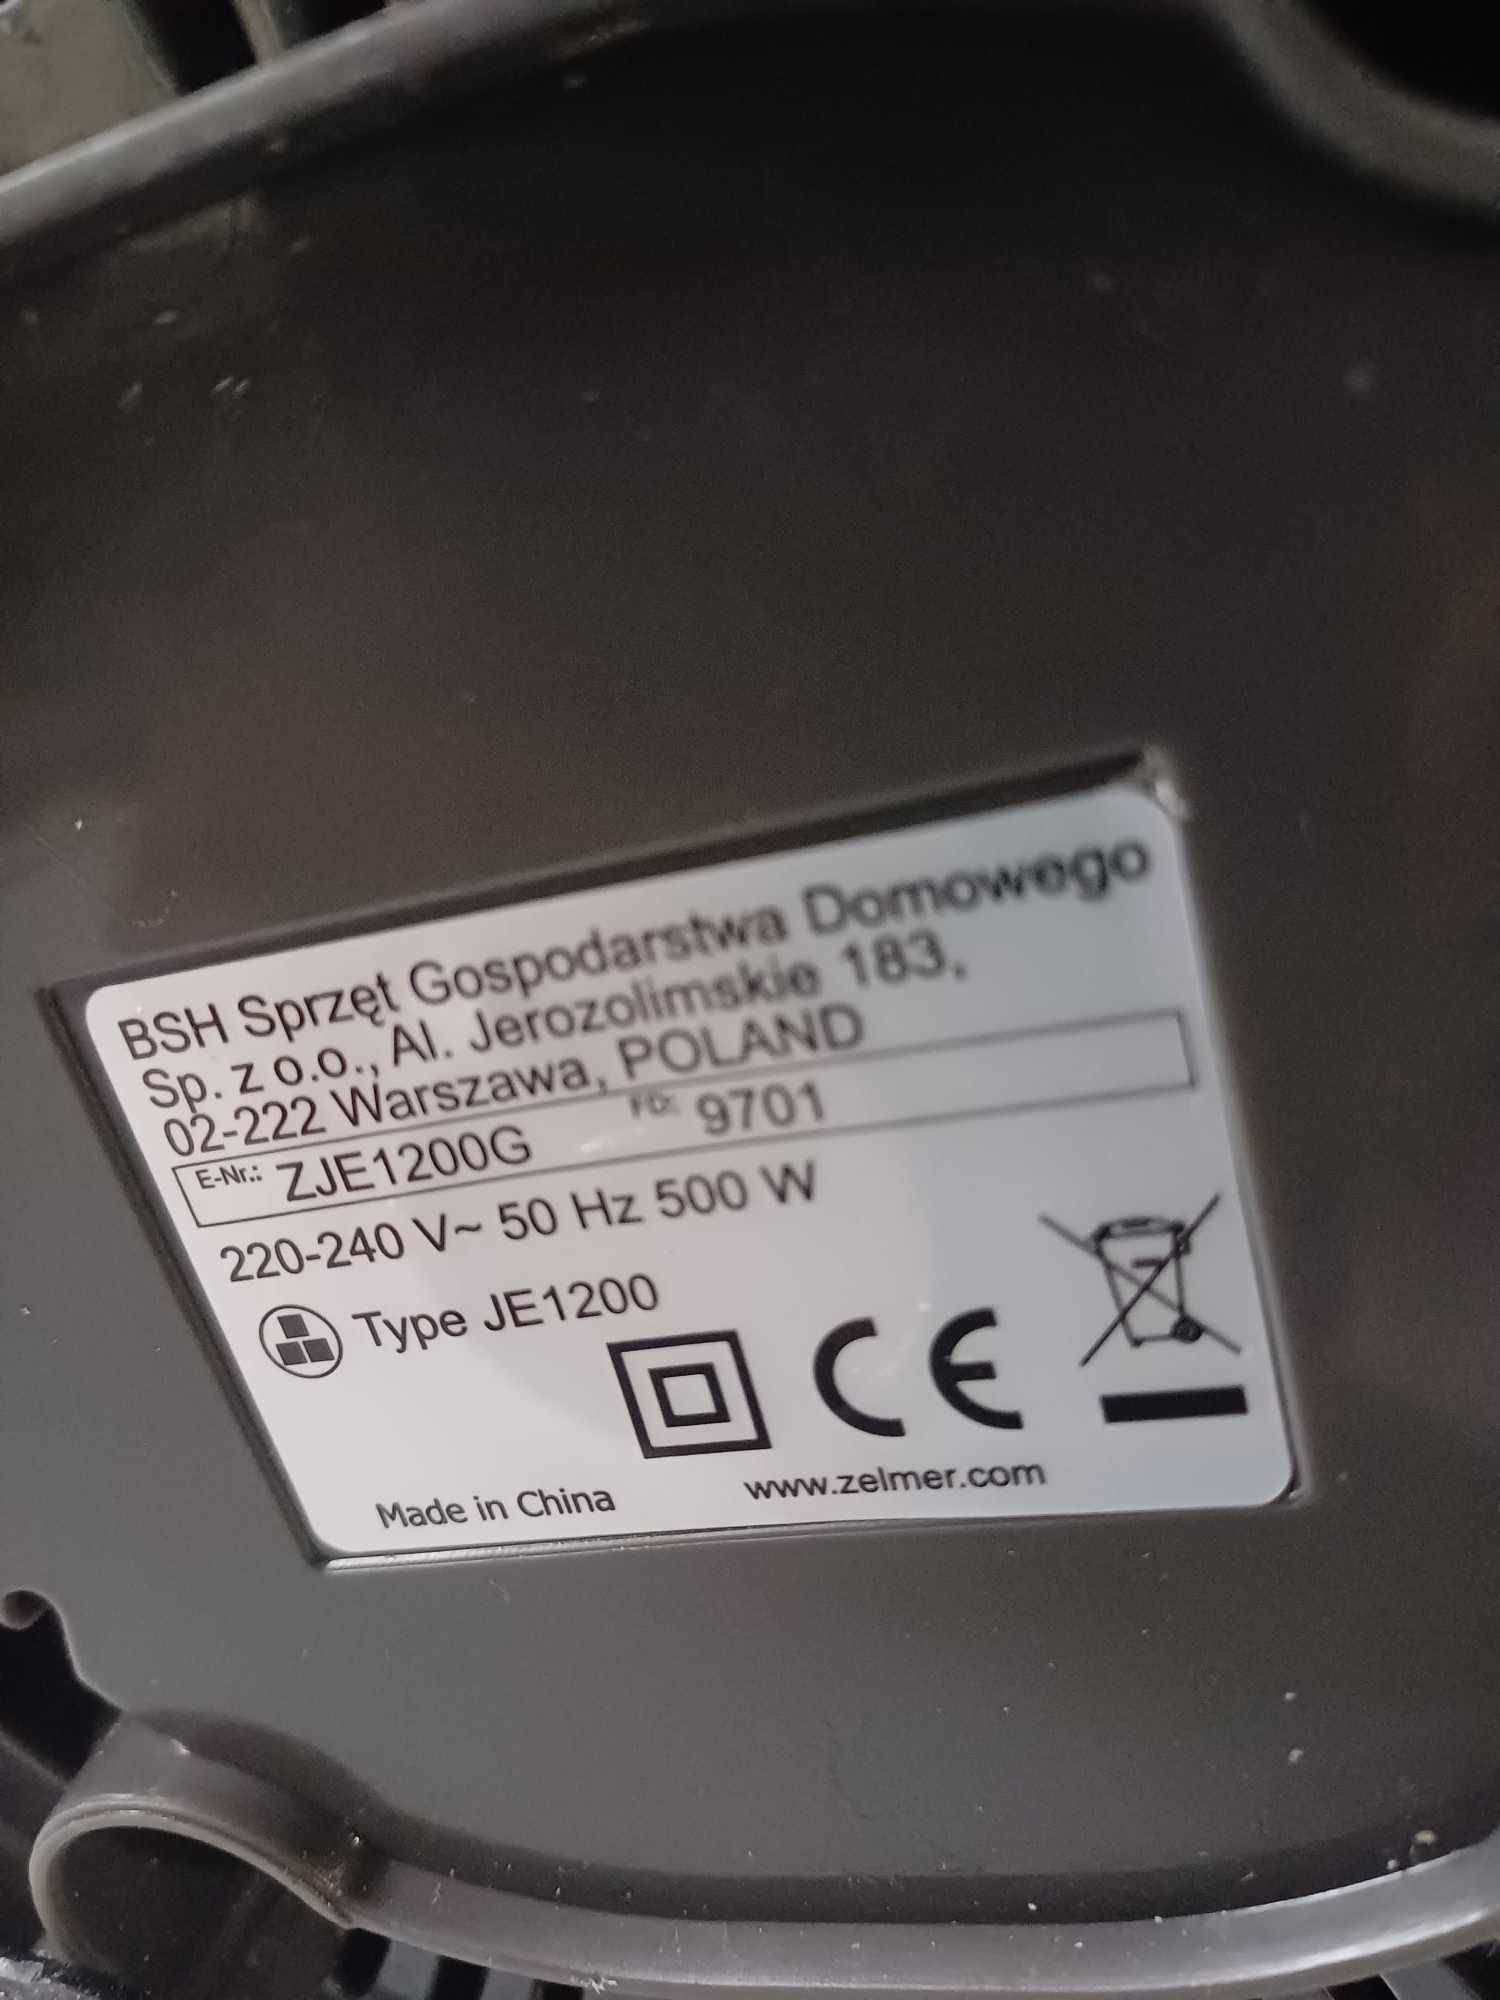 BSH Sprzęt Gospodarstwa Domowego
Sp. z o.o., Al. Jerozolimskie 183,
02-222 Warszawa, POLAND
E-Nr.: ZJE1200G FD: 9701
220-240 V~ 50 Hz 500 W
Type JE1200
CE
Made in China www.zelmer.com